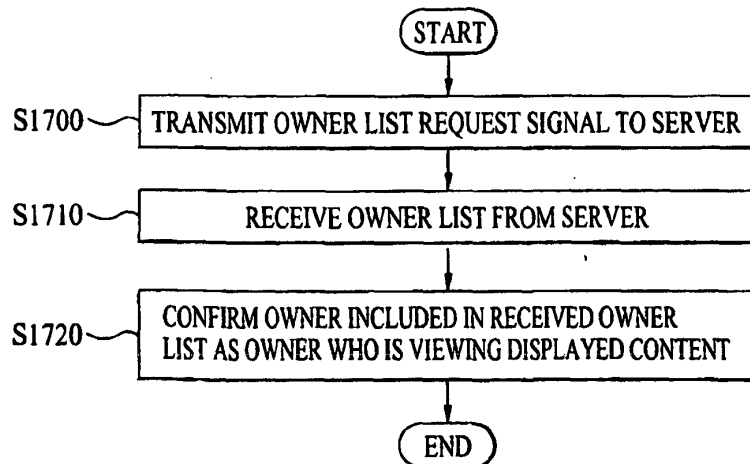 START
S1700 TRANSMIT OWNER LIST REQUEST SIGNAL TO SERVER
S1710 RECEIVE OWNER LIST FROM SERVER
CONFIRM OWNER INCLUDED IN RECEIVED OWNER
S1720 LIST AS OWNER WHO IS VIEWING DISPLAYED CONTENT
END